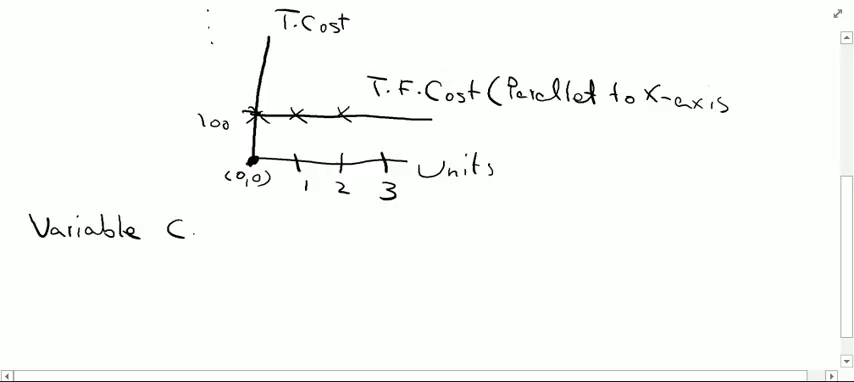 T.Cost
T.F.Cost (Parallel to X-axis
100
(0,0)
Units
1 2 3
Variable C.